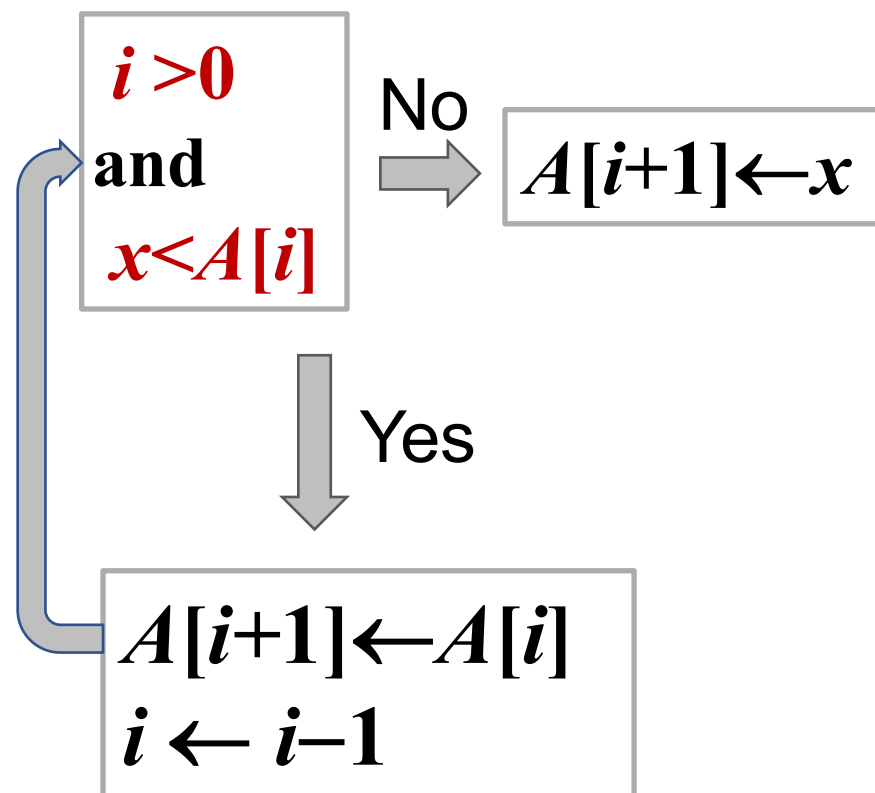 i >0
and
x<A[i]
No
A[i+1]←x
Yes
A[i+1]←A[i]
i ← i−1